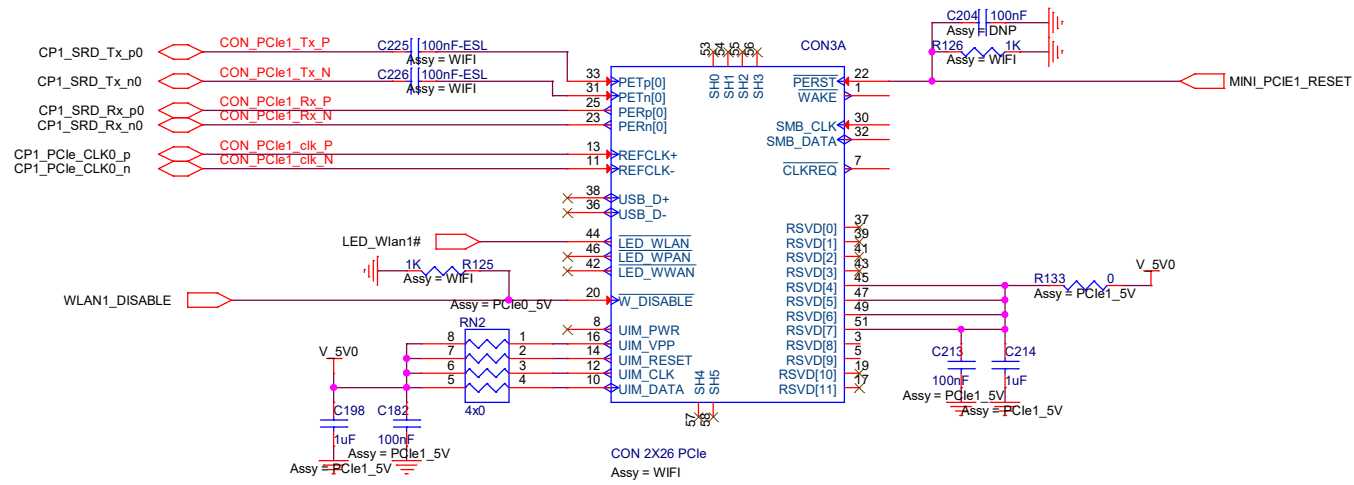 C204 100nF
Assy = DNP
R126 1K
Assy = WIFI
CP1_SRD_Tx_p0 CON_PCIe1_Tx_P C225 100nF-ESL
Assy = WIFI
CP1_SRD_Tx_n0 CON_PCIe1_Tx_N C226 100nF-ESL
Assy = WIFI
CP1_SRD_Rx_p0 CON_PCIe1_Rx_P
CP1_SRD_Rx_n0 CON_PCIe1_Rx_N
CP1_PCIe_CLK0_p CON_PCIe1_clk_P
CP1_PCIe_CLK0_n CON_PCIe1_clk_N
CON3A
53 54 55 56
SH0 SH1 SH2 SH3
33 PETp[0]
31 PETn[0]
25 PERp[0]
23 PERn[0]
13 REFCLK+
11 REFCLK-
38 USB_D+
36 USB_D-
44 LED_WLAN
46 LED_WPAN
42 LED_WWAN
20 W_DISABLE
8 UIM_PWR
16 UIM_VPP
14 UIM_RESET
12 UIM_CLK
10 UIM_DATA
PERST 22
WAKE 1
SMB_CLK 30
SMB_DATA 32
CLKREQ 7
RSVD[0] 37
RSVD[1] 39
RSVD[2] 41
RSVD[3] 43
RSVD[4] 45
RSVD[5] 47
RSVD[6] 49
RSVD[7] 51
RSVD[8] 3
RSVD[9] 5
RSVD[10] 19
RSVD[11] 17
SH4 SH5
57 58
MINI_PCIE1_RESET
LED_Wlan1#
1K R125
Assy = WIFI
WLAN1_DISABLE
Assy = PCIe0_5V
RN2
8 1
7 2
6 3
5 4
4x0
V_5V0
C198 C182
1uF 100nF
Assy = PCIe1_5V
Assy = PCIe1_5V
R133 0
Assy = PCIe1_5V
V_5V0
C213 C214
100nF 1uF
Assy = PCIe1_5V
Assy = PCIe1_5V
CON 2X26 PCIe
Assy = WIFI